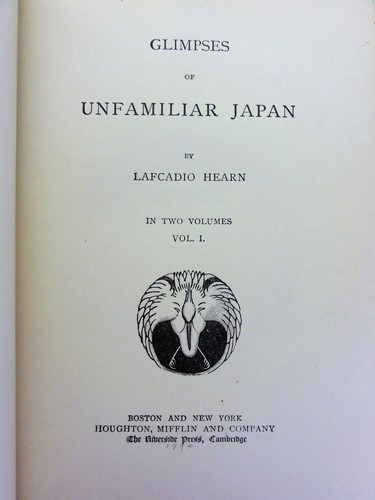 GLIMPSES
OF
UNFAMILIAR JAPAN
BY
LAFCADIO HEARN
IN TWO VOLUMES
VOL. I.
BOSTON AND NEW YORK
HOUGHTON, MIFFLIN AND COMPANY
The Riverside Press, Cambridge